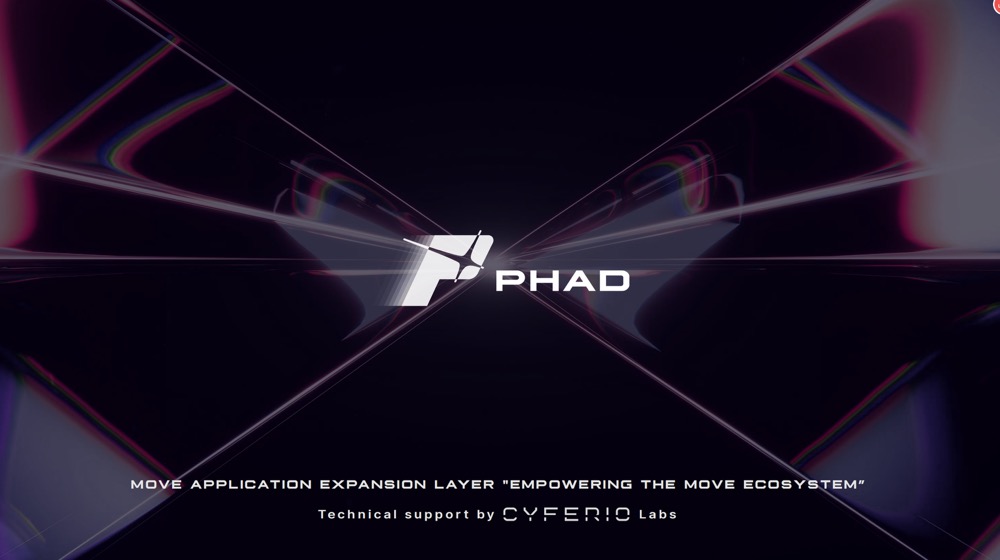 PHAD
MOVE APPLICATION EXPANSION LAYER "EMPOWERING THE MOVE ECOSYSTEM"
Technical support by CYFERIO Labs